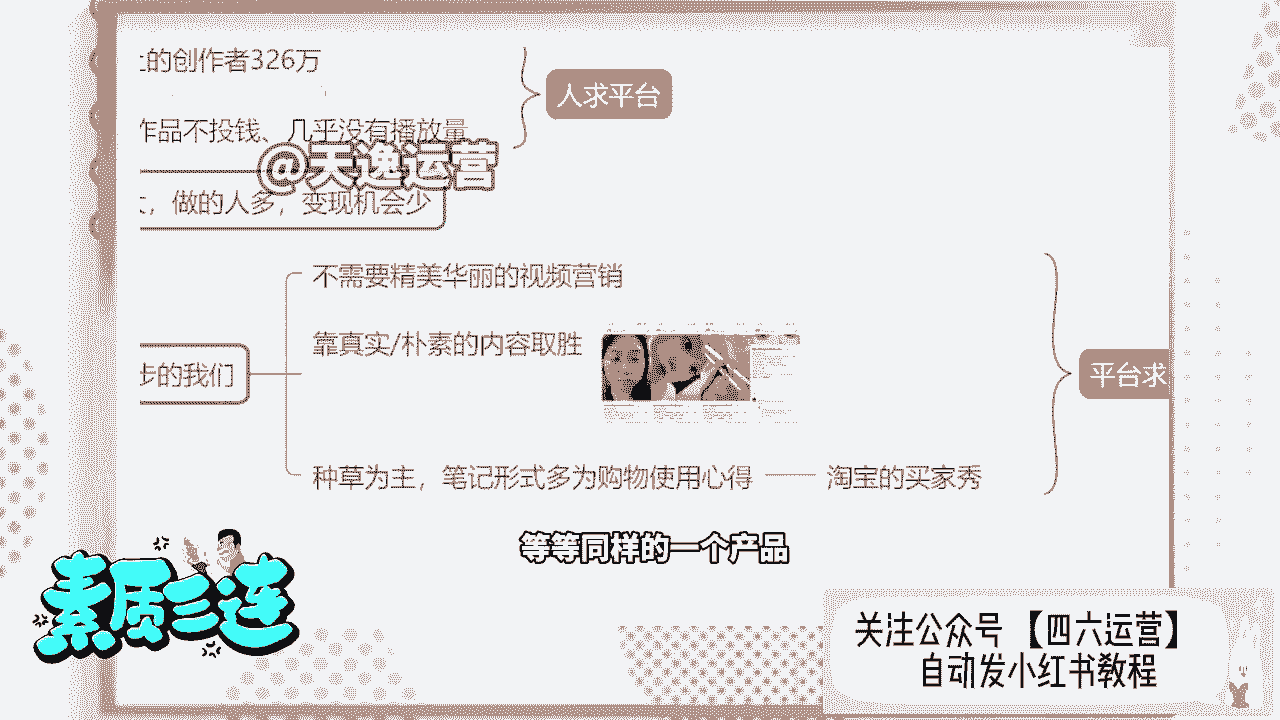 的创作者326万
人求平台
作品不投钱、几乎没有播放量
@天逸运营
，做的人多，变现机会少
不需要精美华丽的视频营销
靠真实/朴素的内容取胜
步的我们
平台求
种草为主，笔记形式多为购物使用心得
淘宝的买家秀
等等同样的一个产品
素质三连
关注公众号【四六运营】
自动发小红书教程